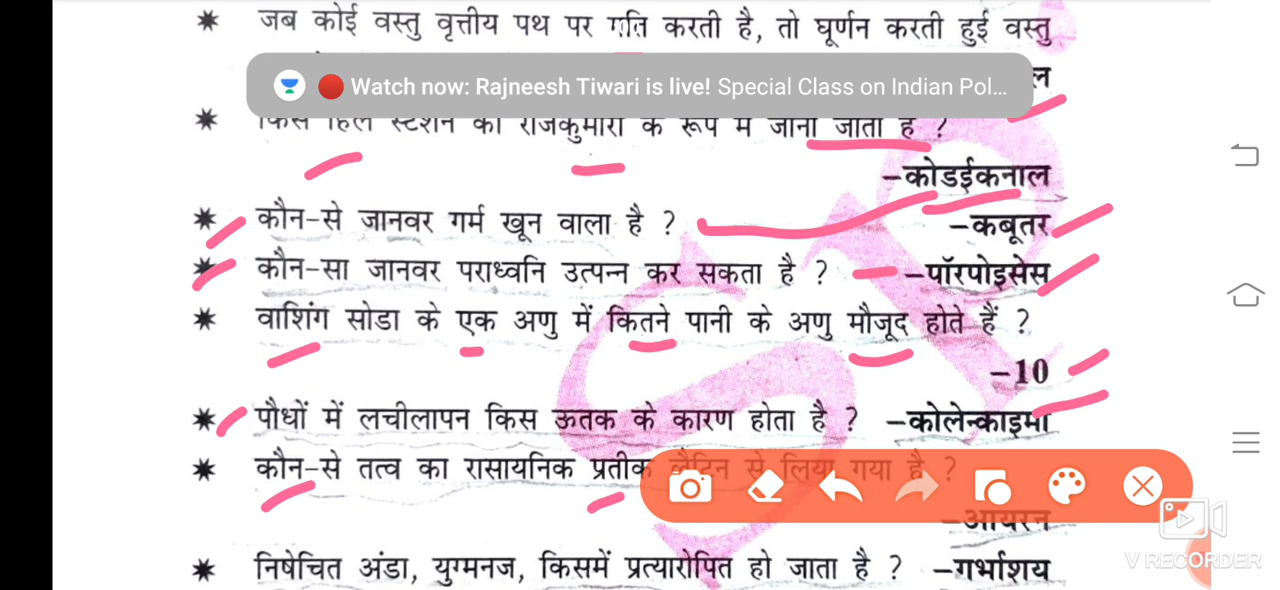 ✷ जब कोई वस्तु वृत्तीय पथ पर गति करती है, तो घूर्णन करती हुई वस्तु
Watch now: Rajneesh Tiwari is live! Special Class on Indian Pol...
✷ किस हिल स्टेशन को राजकुमारी के रूप में जाना जाता है ?
–कोडईकनाल
✷ कौन-से जानवर गर्म खून वाला है ? –कबूतर
✷ कौन-सा जानवर पराध्वनि उत्पन्न कर सकता है ? –पॉरपोइसेस
✷ वाशिंग सोडा के एक अणु में कितने पानी के अणु मौजूद होते हैं ?
–10
✷ पौधों में लचीलापन किस ऊतक के कारण होता है ? –कोलेन्काइमा
✷ कौन-से तत्व का रासायनिक प्रतीक लैटिन से लिया गया है ?
–आयरन
V RECORDER
✷ निषेचित अंडा, युग्मनज, किसमें प्रत्यारोपित हो जाता है ? –गर्भाशय